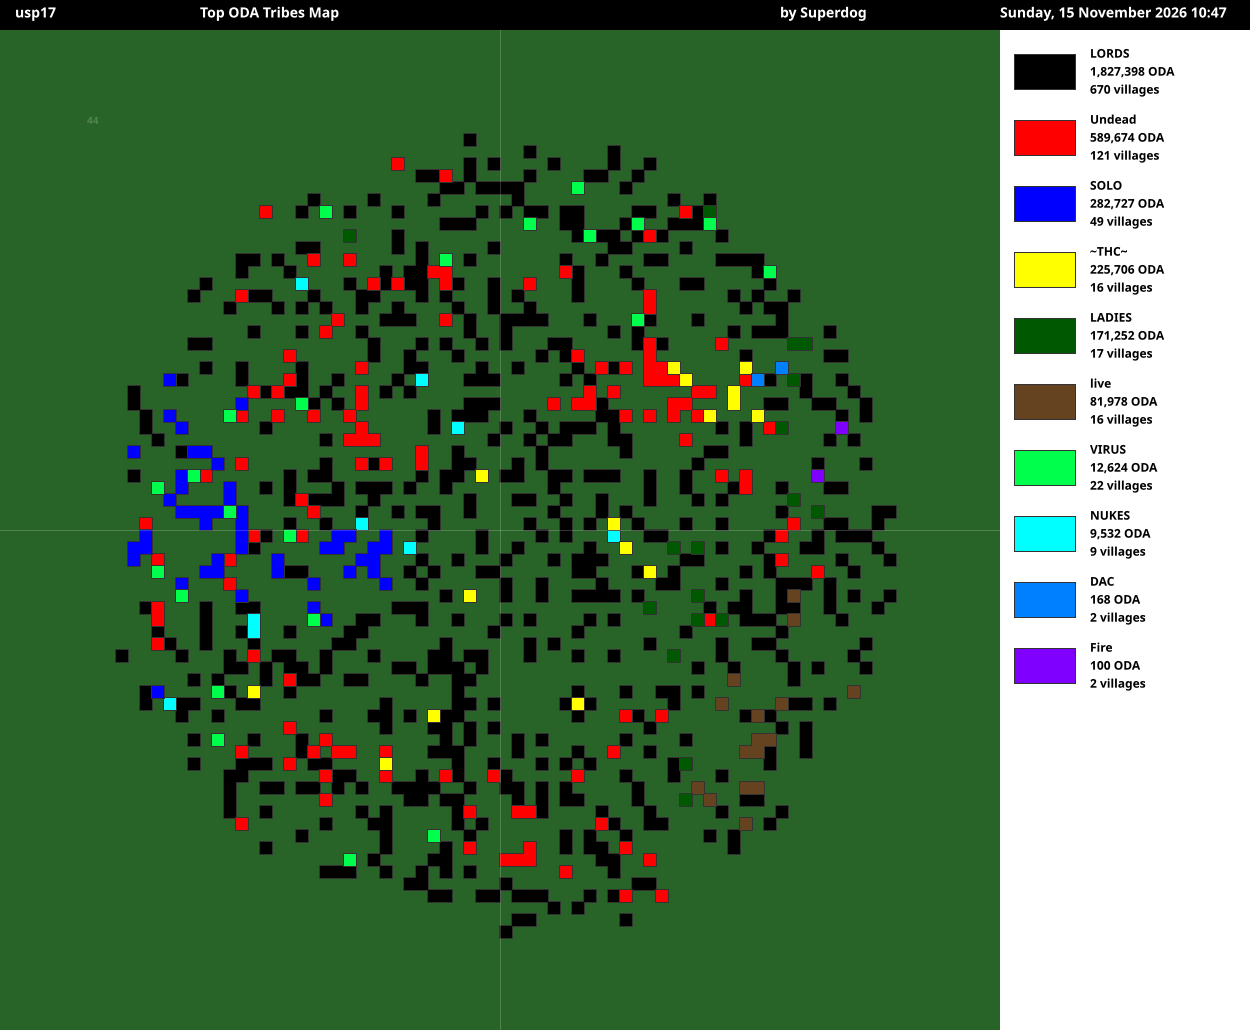 usp17 Top ODA Tribes Map by Superdog Sunday, 15 November 2026 10:47
44
LORDS
1,827,398 ODA
670 villages
Undead
589,674 ODA
121 villages
SOLO
282,727 ODA
49 villages
~THC~
225,706 ODA
16 villages
LADIES
171,252 ODA
17 villages
live
81,978 ODA
16 villages
VIRUS
12,624 ODA
22 villages
NUKES
9,532 ODA
9 villages
DAC
168 ODA
2 villages
Fire
100 ODA
2 villages